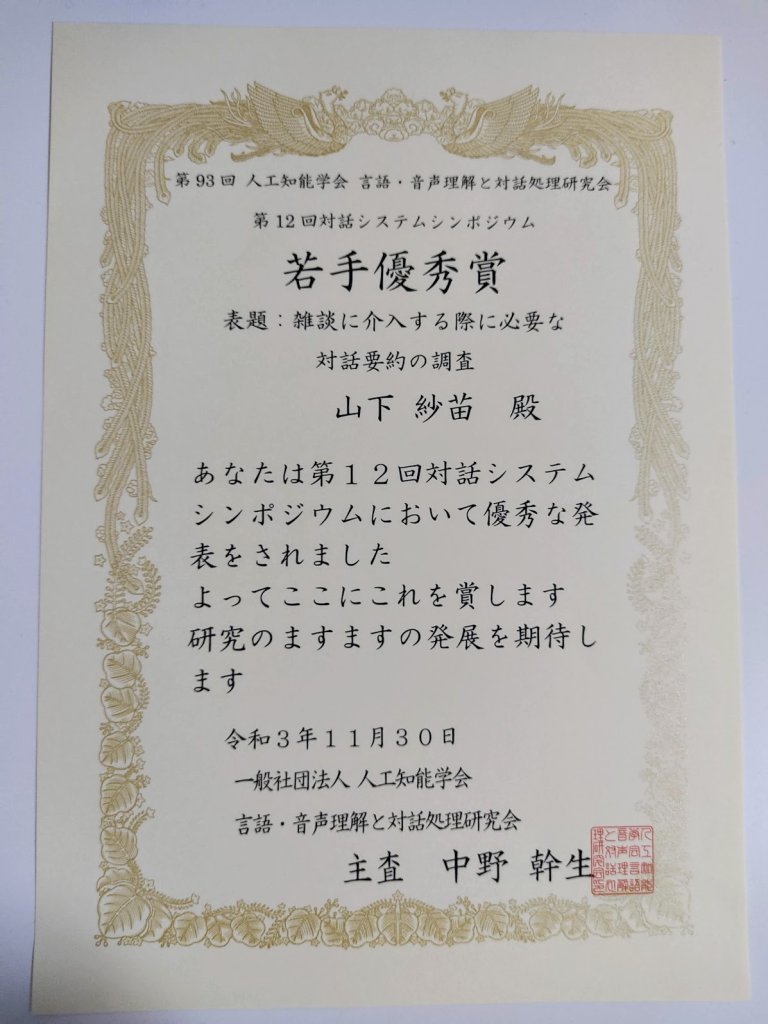 第93回 人工知能学会 言語・音声理解と対話処理研究会
第12回対話システムシンポジウム
若手優秀賞
表題：雑談に介入する際に必要な
対話要約の調査
山下 紗苗 殿
あなたは第１２回対話システム
シンポジウムにおいて優秀な発
表をされました
よってここにこれを賞します
研究のますますの発展を期待し
ます
令和３年１１月３０日
一般社団法人 人工知能学会
言語・音声理解と対話処理研究会
主査 中野 幹生